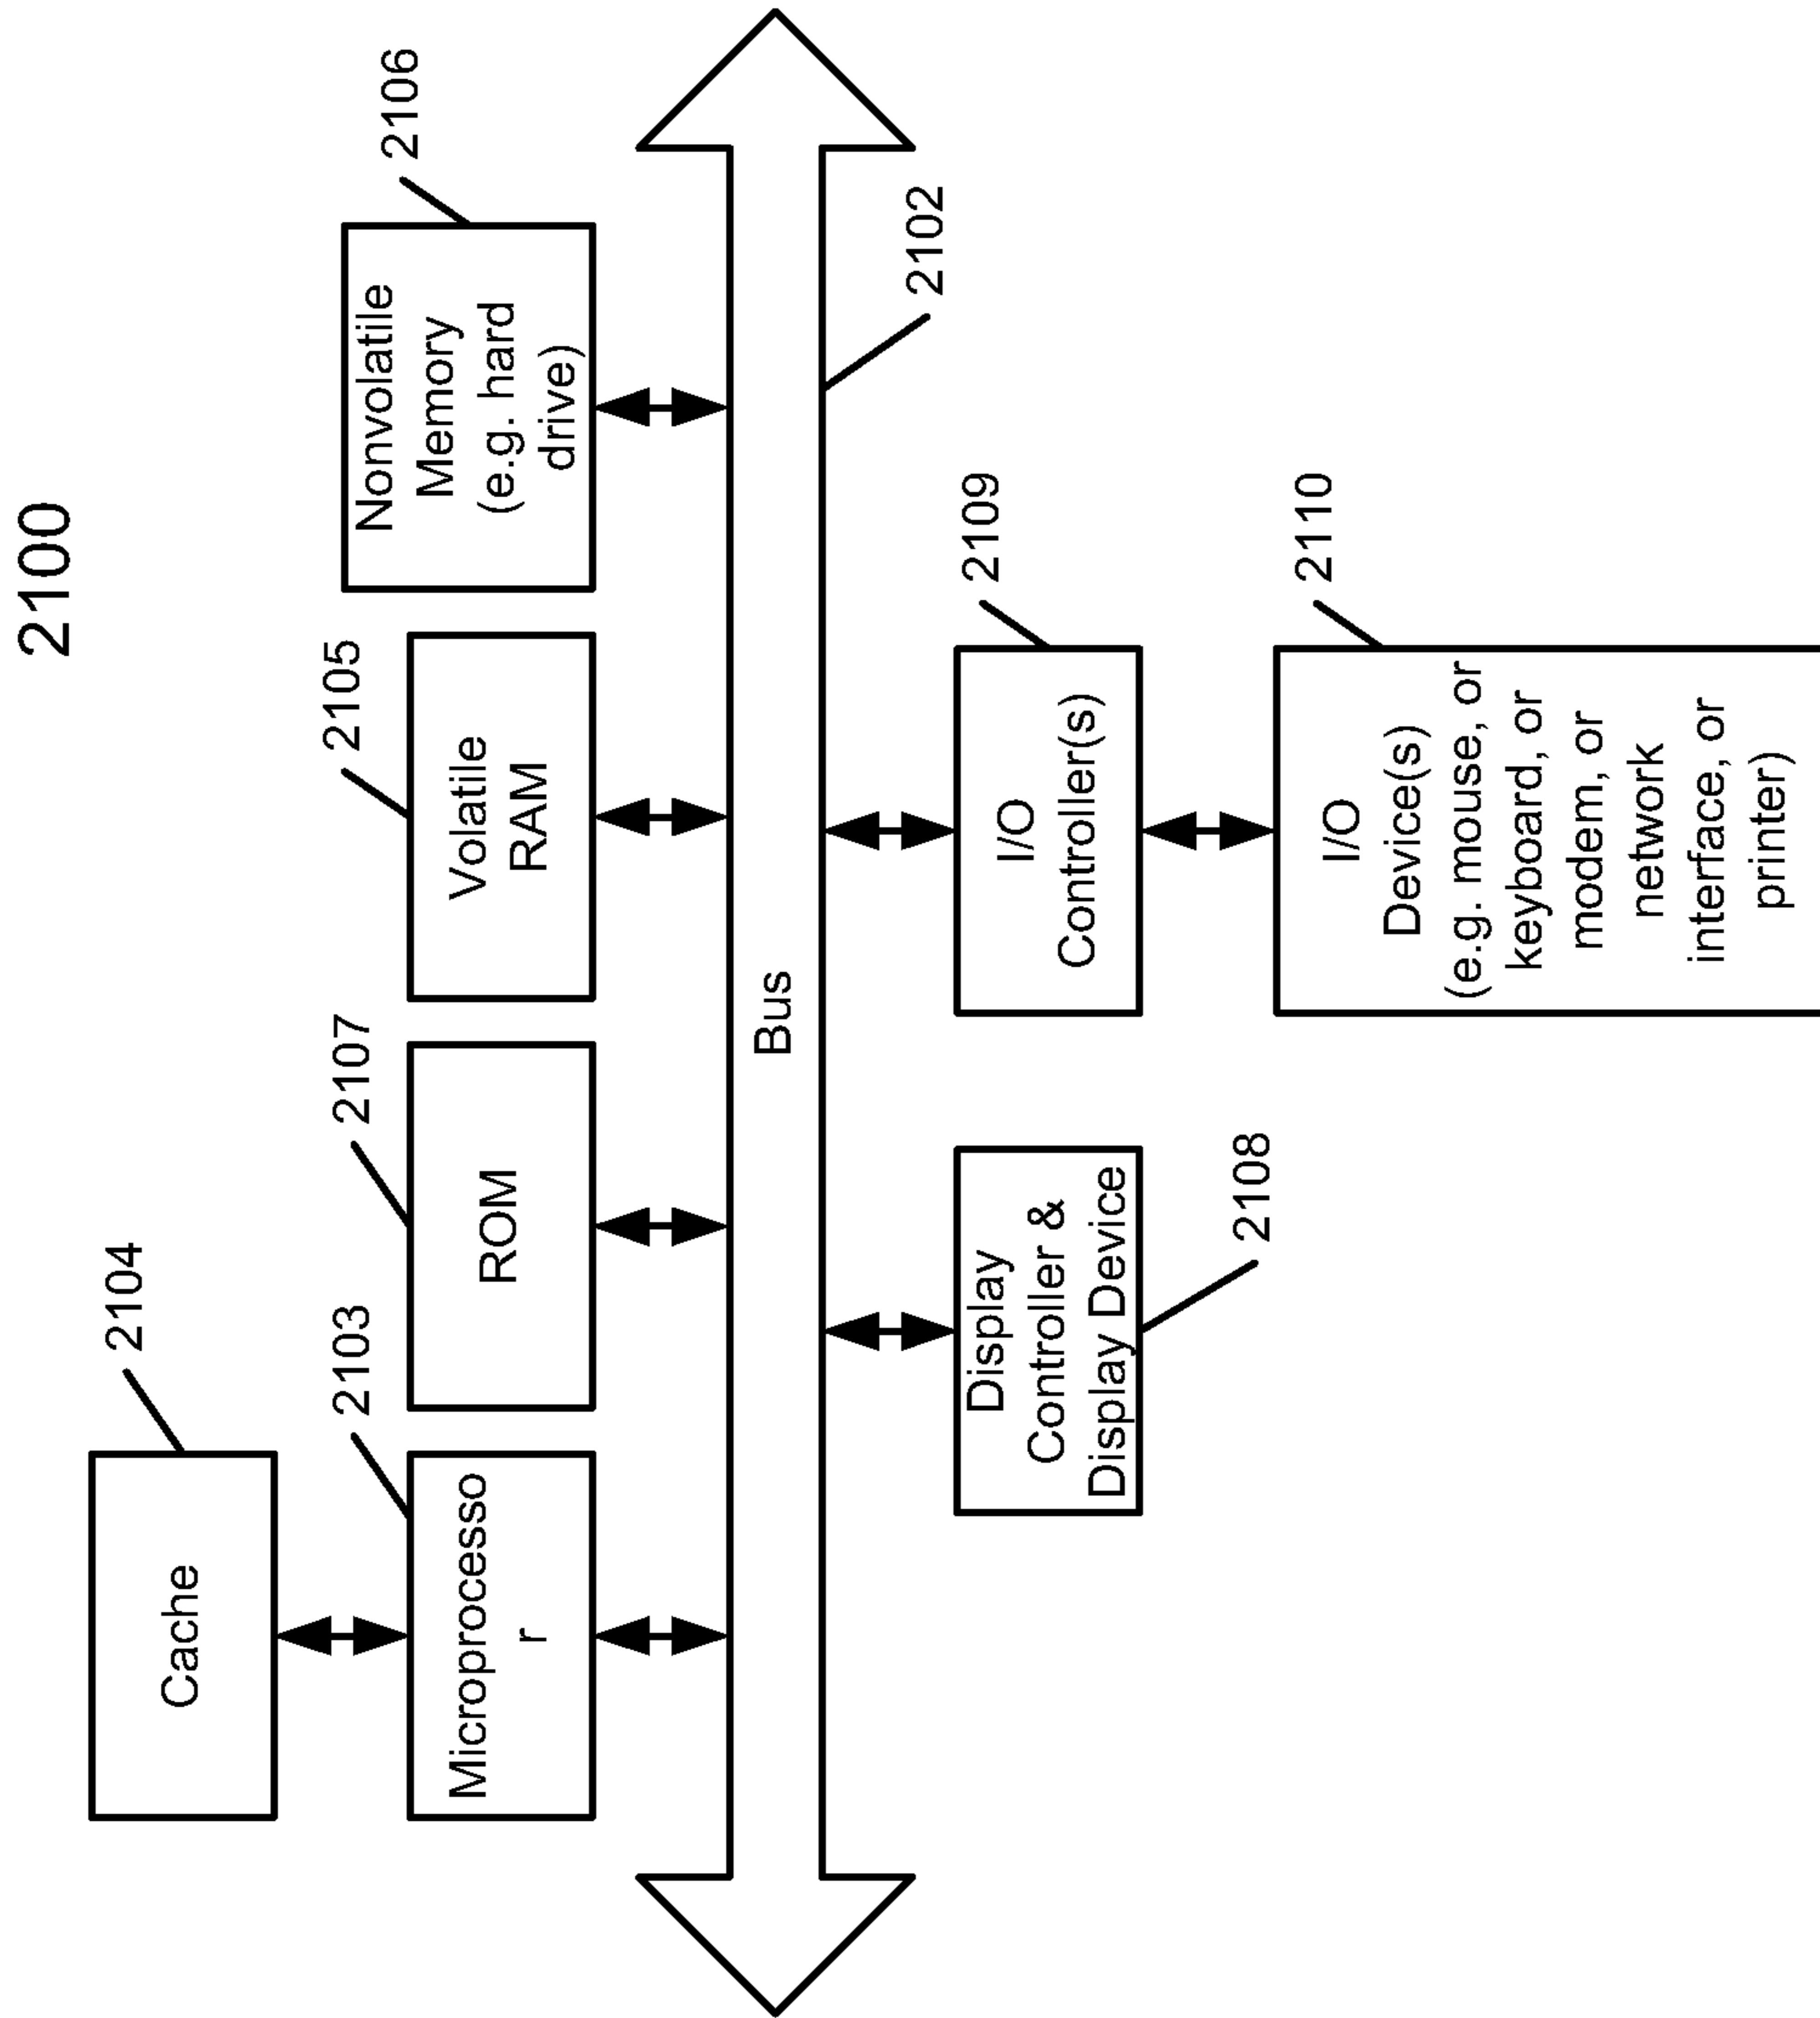 2100
2104
Cache
2103
2107
2105
2106
Microprocesso
r
ROM
Volatile
RAM
Nonvolatile
Memory
(e.g. hard
drive)
Bus
2102
Display
Controller &
Display Device
2108
I/O
Controller(s)
2109
I/O
Device(s)
(e.g. mouse, or
keyboard, or
modem, or
network
interface, or
printer)
2110